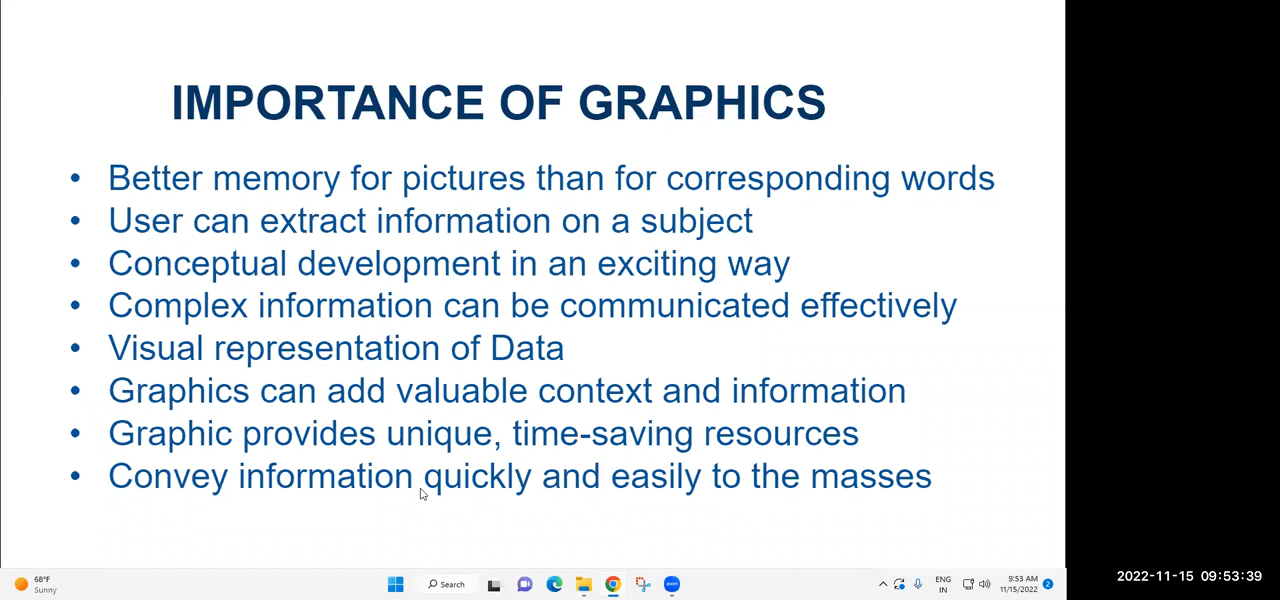 IMPORTANCE OF GRAPHICS
• Better memory for pictures than for corresponding words
• User can extract information on a subject
• Conceptual development in an exciting way
• Complex information can be communicated effectively
• Visual representation of Data
• Graphics can add valuable context and information
• Graphic provides unique, time-saving resources
• Convey information quickly and easily to the masses
68°F
Sunny
Search
zoom
ENG
IN
9:53 AM
11/15/2022
2
2022-11-15 09:53:39